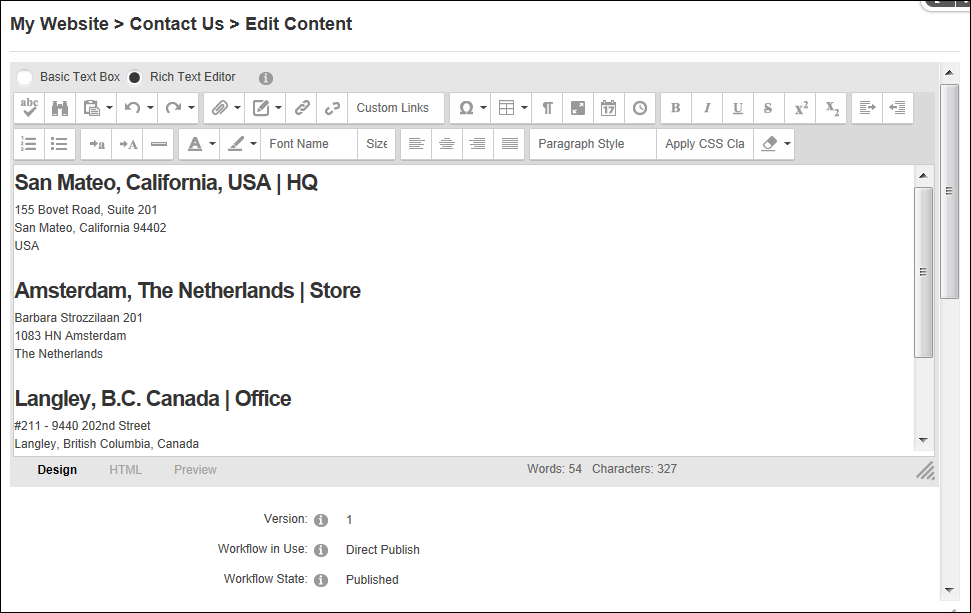 My Website > Contact Us > Edit Content
Basic Text Box Rich Text Editor
abc Custom Links Ω ¶ 17 B I U S x² X₂
a A A Font Name Size Paragraph Style Apply CSS Cla
San Mateo, California, USA | HQ
155 Bovet Road, Suite 201
San Mateo, California 94402
USA
Amsterdam, The Netherlands | Store
Barbara Strozzilaan 201
1083 HN Amsterdam
The Netherlands
Langley, B.C. Canada | Office
#211 - 9440 202nd Street
Langley, British Columbia, Canada
Design HTML Preview Words: 54 Characters: 327
Version: 1
Workflow in Use: Direct Publish
Workflow State: Published